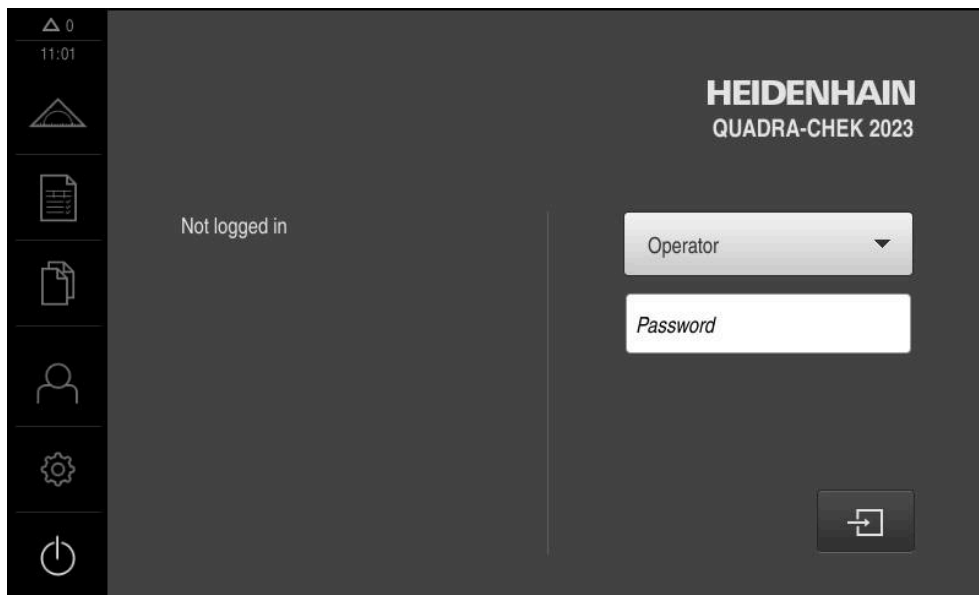 0
11:01
HEIDENHAIN
QUADRA-CHEK 2023
Not logged in
Operator
Password